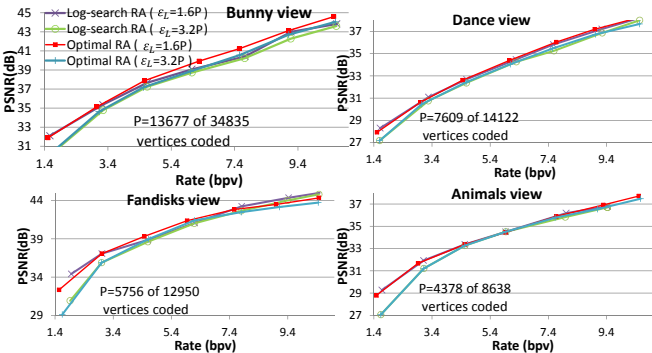 Bunny view
Log-search RA ( εL=1.6P)
Log-search RA ( εL=3.2P)
Optimal RA ( εL=1.6P)
Optimal RA ( εL=3.2P)
PSNR(dB)
45
43
41
39
37
35
33
31
P=13677 of 34835
vertices coded
1.4 3.4 5.4 7.4 9.4
Rate (bpv)
Dance view
PSNR(dB)
37
35
33
31
29
27
P=7609 of 14122
vertices coded
1.4 3.4 5.4 7.4 9.4
Rate (bpv)
Fandisks view
PSNR(dB)
44
39
34
29
P=5756 of 12950
vertices coded
1.4 3.4 5.4 7.4 9.4
Rate (bpv)
Animals view
PSNR(dB)
37
35
33
31
29
27
P=4378 of 8638
vertices coded
1.4 3.4 5.4 7.4 9.4
Rate (bpv)